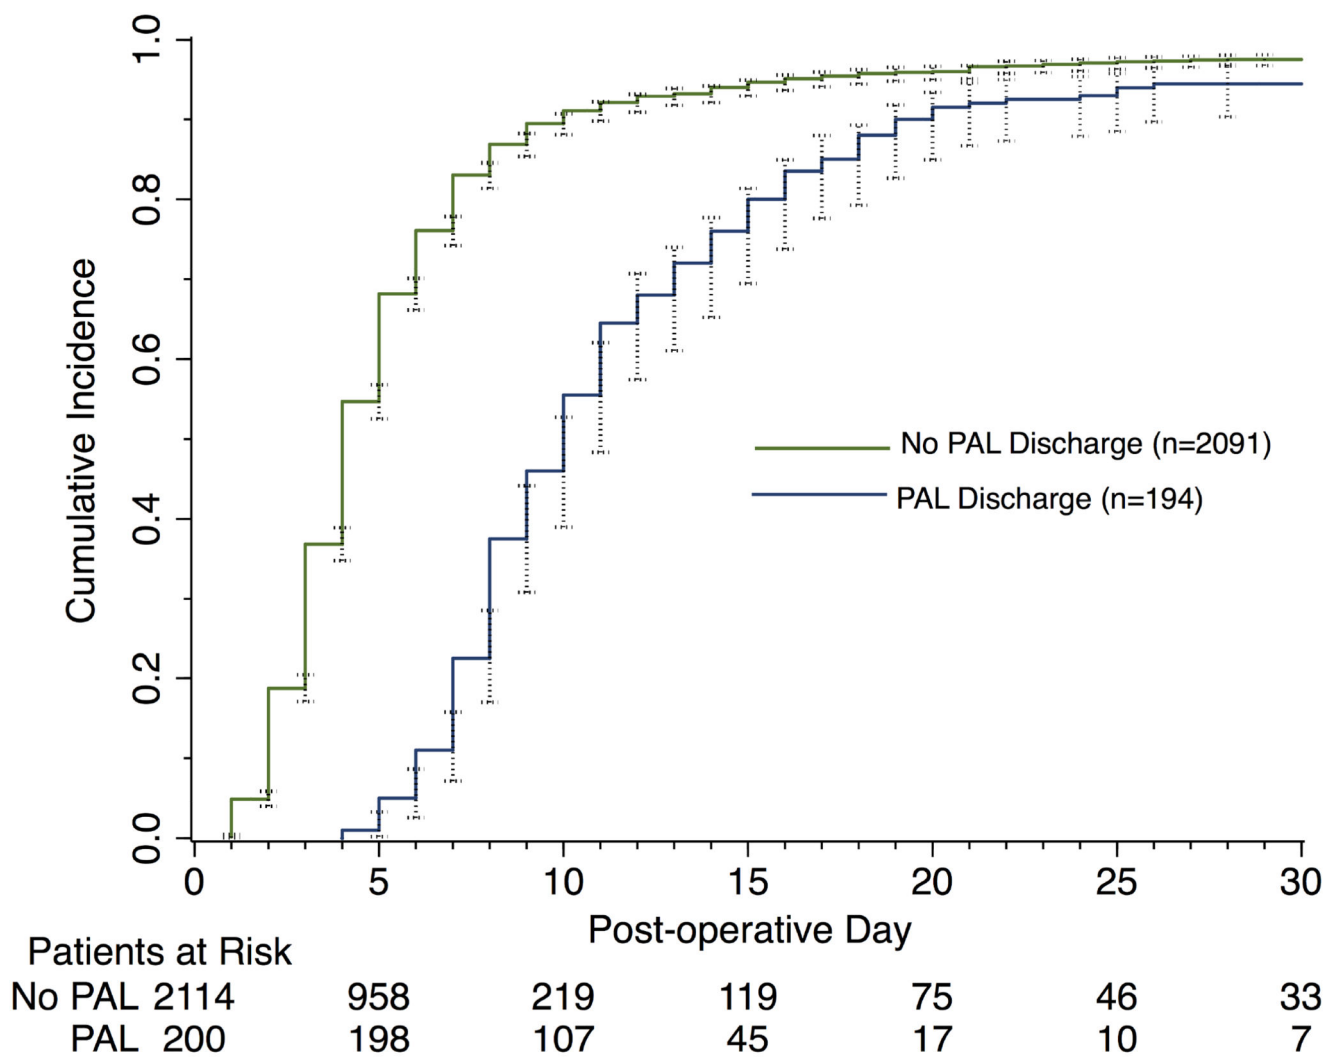 1.0
0.8
0.6
0.4
0.2
0.0
Cumulative Incidence
No PAL Discharge (n=2091)
PAL Discharge (n=194)
0 5 10 15 20 25 30
Post-operative Day
Patients at Risk
No PAL 2114 958 219 119 75 46 33
PAL 200 198 107 45 17 10 7